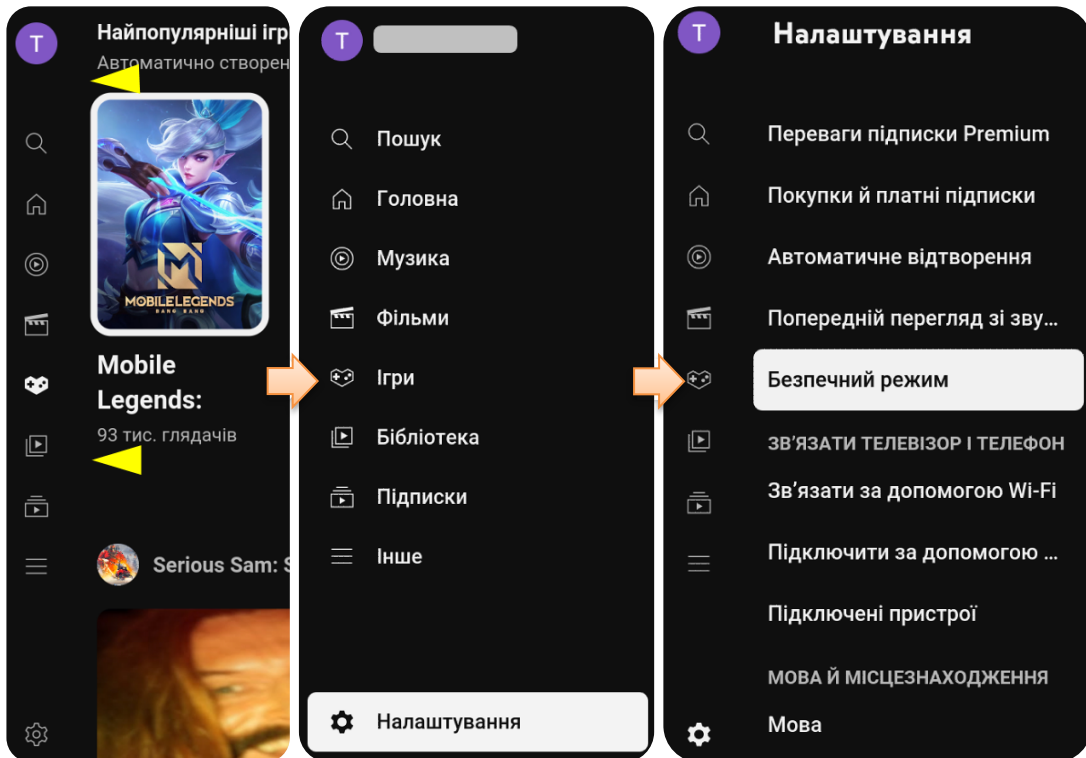 T
Найпопулярніші ігр
Автоматично створен
MOBILE LEGENDS
BANG BANG
Mobile
Legends:
93 тис. глядачів
Serious Sam: S
T
Пошук
Головна
Музика
Фільми
Ігри
Бібліотека
Підписки
Інше
Налаштування
T
Налаштування
Переваги підписки Premium
Покупки й платні підписки
Автоматичне відтворення
Попередній перегляд зі зву...
Безпечний режим
ЗВ'ЯЗАТИ ТЕЛЕВІЗОР І ТЕЛЕФОН
Зв'язати за допомогою Wi-Fi
Підключити за допомогою ...
Підключені пристрої
МОВА Й МІСЦЕЗНАХОДЖЕННЯ
Мова